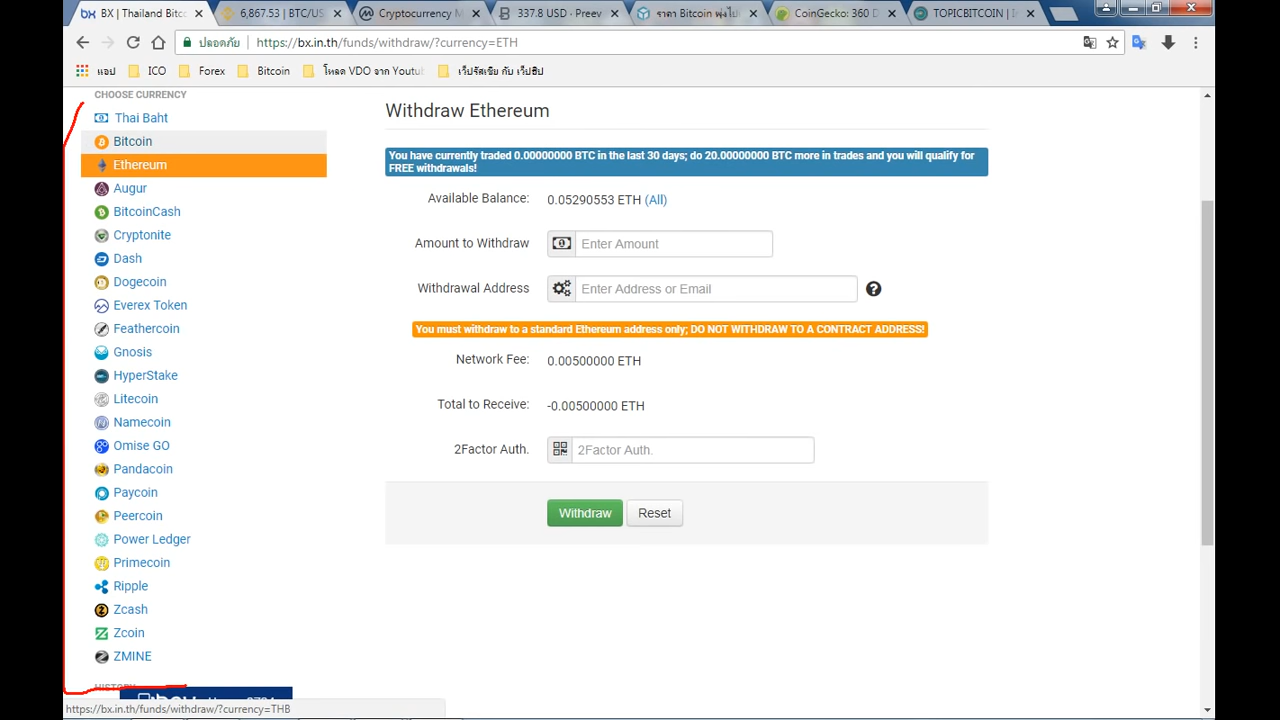 BX | Thailand Bitc
6,867.53 | BTC/US
Cryptocurrency M
337.8 USD - Preev
ราคา Bitcoin พุ่งไป
CoinGecko: 360 D
TOPICBITCOIN | I
ปลอดภัย
https://bx.in.th/funds/withdraw/?currency=ETH
แอป
ICO
Forex
Bitcoin
โหลด VDO จาก Youtu
เว็ปรัสเซีย กับ เว็ปธิป
CHOOSE CURRENCY
Thai Baht
Bitcoin
Ethereum
Augur
BitcoinCash
Cryptonite
Dash
Dogecoin
Everex Token
Feathercoin
Gnosis
HyperStake
Litecoin
Namecoin
Omise GO
Pandacoin
Paycoin
Peercoin
Power Ledger
Primecoin
Ripple
Zcash
Zcoin
ZMINE
HISTORY
Withdraw Ethereum
You have currently traded 0.00000000 BTC in the last 30 days; do 20.00000000 BTC more in trades and you will qualify for
FREE withdrawals!
Available Balance: 0.05290553 ETH (All)
Amount to Withdraw Enter Amount
Withdrawal Address Enter Address or Email
You must withdraw to a standard Ethereum address only; DO NOT WITHDRAW TO A CONTRACT ADDRESS!
Network Fee: 0.00500000 ETH
Total to Receive: -0.00500000 ETH
2Factor Auth. 2Factor Auth.
Withdraw Reset
https://bx.in.th/funds/withdraw/?currency=THB